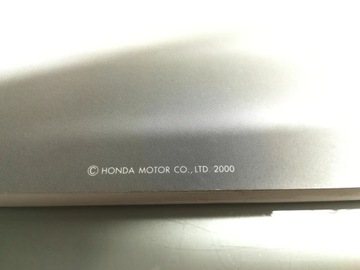 © HONDA MOTOR CO., LTD. 2000